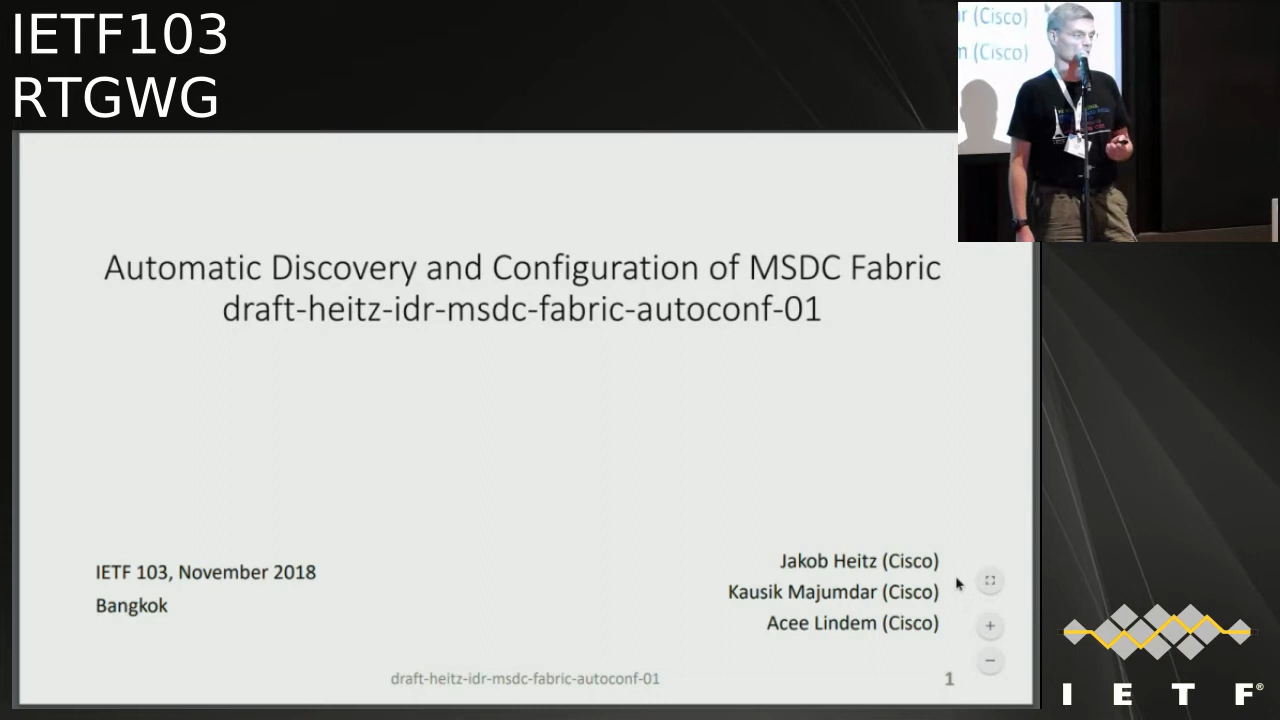 IETF103
RTGWG
r (Cisco)
n (Cisco)
Automatic Discovery and Configuration of MSDC Fabric
draft-heitz-idr-msdc-fabric-autoconf-01
IETF 103, November 2018
Bangkok
Jakob Heitz (Cisco)
Kausik Majumdar (Cisco)
Acee Lindem (Cisco)
draft-heitz-idr-msdc-fabric-autoconf-01
1
I E T F®